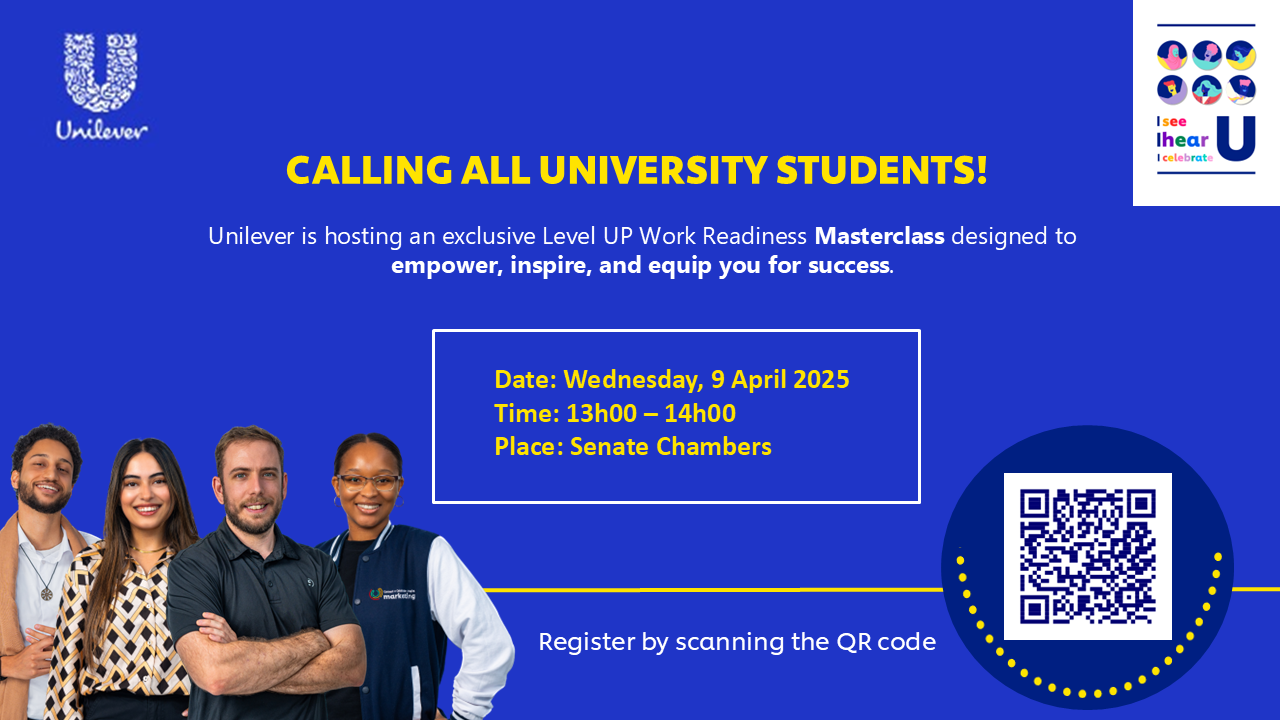 Unilever
I see
I hear U
I celebrate
CALLING ALL UNIVERSITY STUDENTS!
Unilever is hosting an exclusive Level UP Work Readiness Masterclass designed to
empower, inspire, and equip you for success.
Date: Wednesday, 9 April 2025
Time: 13h00 – 14h00
Place: Senate Chambers
marketing
Register by scanning the QR code